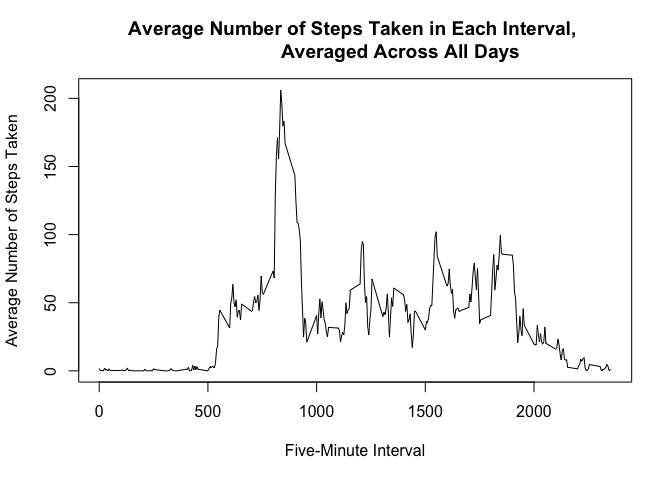 Average Number of Steps Taken in Each Interval,
Averaged Across All Days
Average Number of Steps Taken
200
150
100
50
0
0 500 1000 1500 2000
Five-Minute Interval